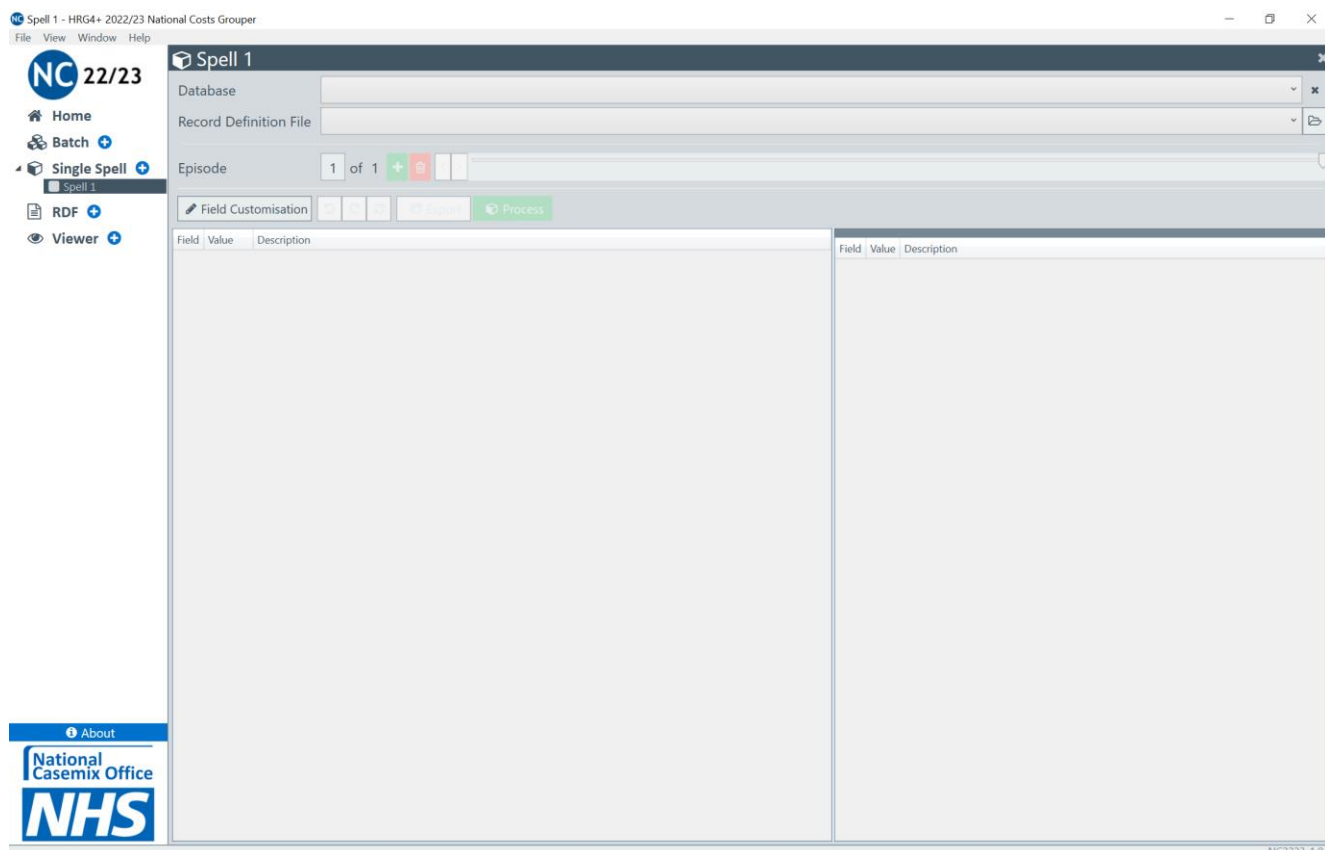 Spell 1 - HRG4+ 2022/23 National Costs Grouper
File View Window Help
NC 22/23
Home
Batch
Single Spell
Spell 1
RDF
Viewer
Spell 1
Database
Record Definition File
Episode 1 of 1
Field Customisation Export Process
Field Value Description
Field Value Description
About
National
Casemix Office
NHS